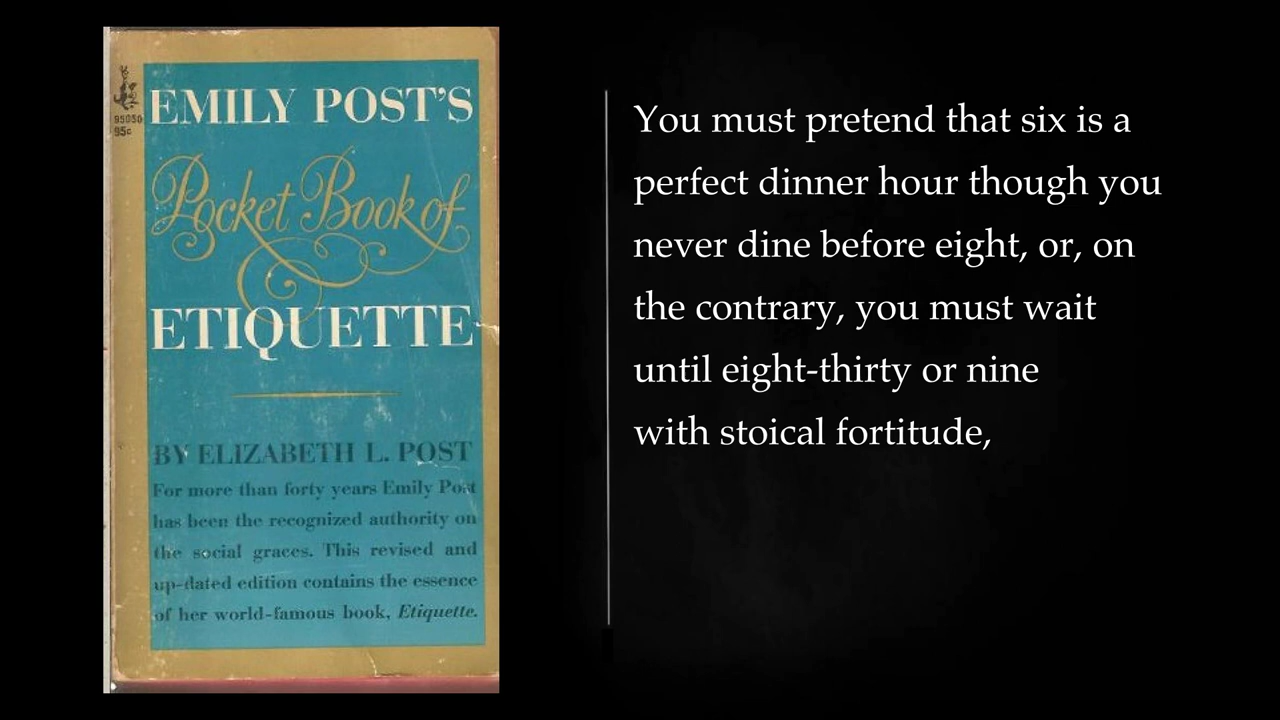 95050
95c
EMILY POST'S
Pocket Book of
ETIQUETTE
BY ELIZABETH L. POST
For more than forty years Emily Post
has been the recognized authority on
the social graces. This revised and
up-dated edition contains the essence
of her world-famous book, Etiquette.
You must pretend that six is a
perfect dinner hour though you
never dine before eight, or, on
the contrary, you must wait
until eight-thirty or nine
with stoical fortitude,